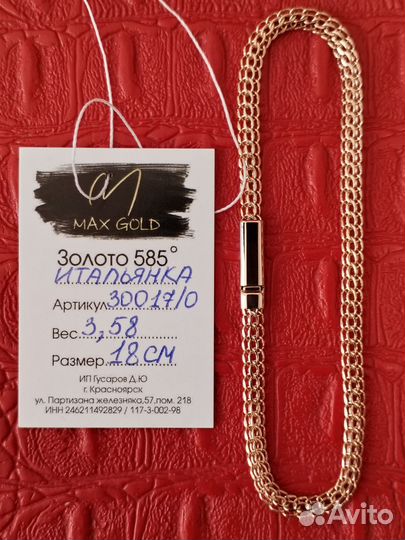 MAX GOLD
Золото 585°
ИТАЛЬЯНКА
Артикул 30017/0
Вес 3,58
Размер 18 см
ИП Гусаров Д.Ю
г. Красноярск
ул. Партизана железняка,57,пом. 218
ИНН 246211492829 / 117-3-002-98
Avito